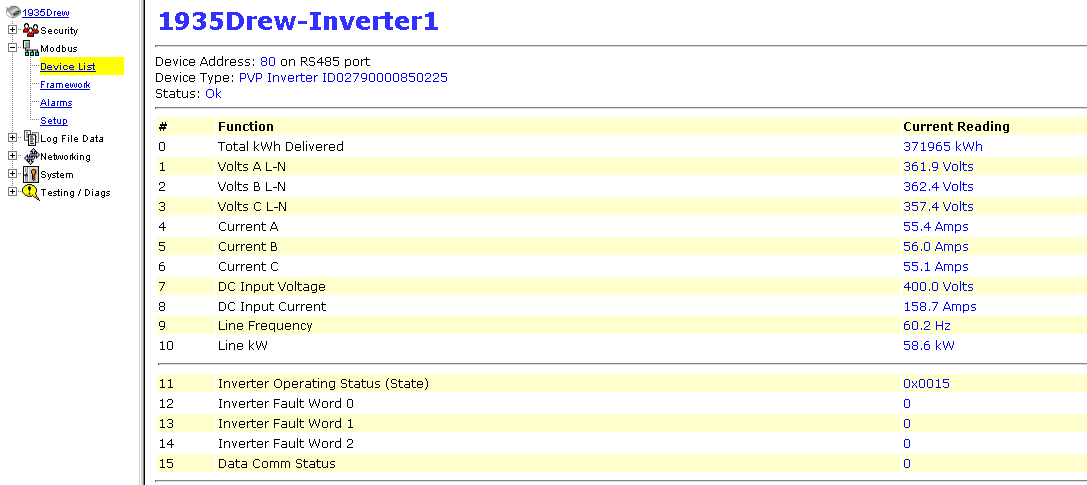 1935Drew
Security
Modbus
Device List
Framework
Alarms
Setup
Log File Data
Networking
System
Testing / Diags
1935Drew-Inverter1
Device Address: 80 on RS485 port
Device Type: PVP Inverter ID02790000850225
Status: Ok
# Function Current Reading
0 Total kWh Delivered 371965 kWh
1 Volts A L-N 361.9 Volts
2 Volts B L-N 362.4 Volts
3 Volts C L-N 357.4 Volts
4 Current A 55.4 Amps
5 Current B 56.0 Amps
6 Current C 55.1 Amps
7 DC Input Voltage 400.0 Volts
8 DC Input Current 158.7 Amps
9 Line Frequency 60.2 Hz
10 Line kW 58.6 kW
11 Inverter Operating Status (State) 0x0015
12 Inverter Fault Word 0 0
13 Inverter Fault Word 1 0
14 Inverter Fault Word 2 0
15 Data Comm Status 0